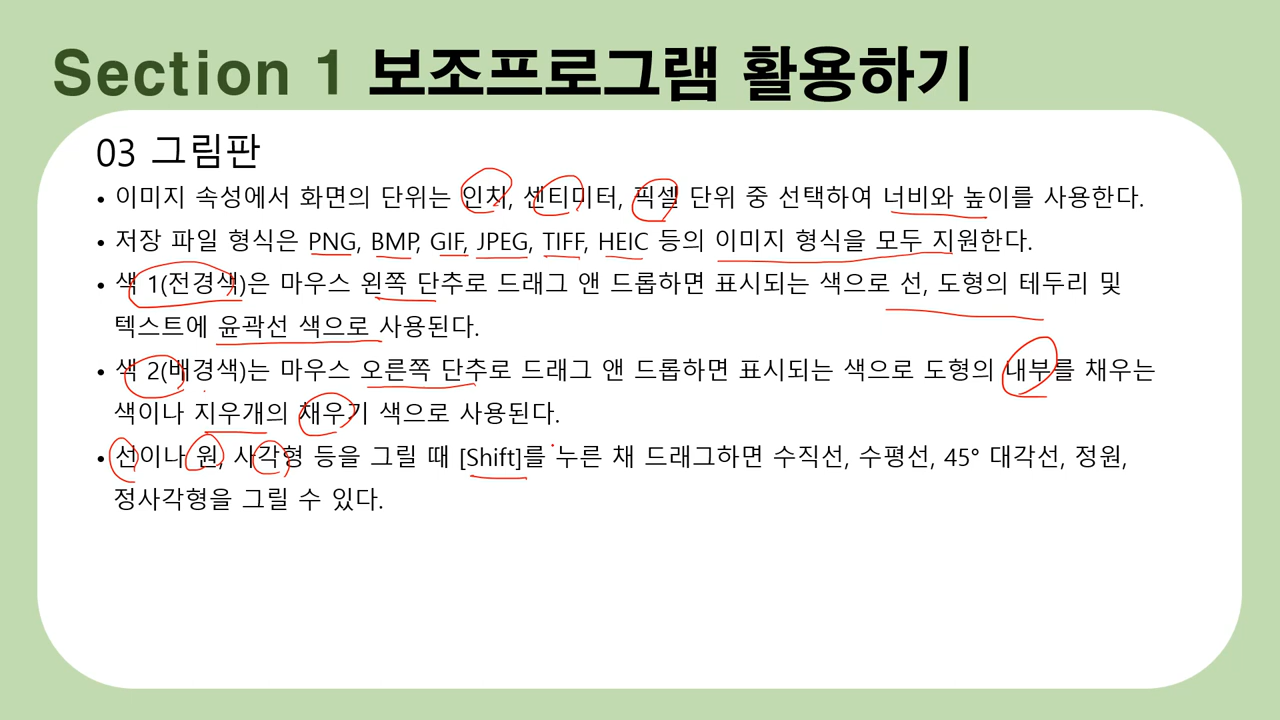 Section 1 보조프로그램 활용하기
03 그림판
• 이미지 속성에서 화면의 단위는 인치, 센티미터, 픽셀 단위 중 선택하여 너비와 높이를 사용한다.
• 저장 파일 형식은 PNG, BMP, GIF, JPEG, TIFF, HEIC 등의 이미지 형식을 모두 지원한다.
• 색 1(전경색)은 마우스 왼쪽 단추로 드래그 앤 드롭하면 표시되는 색으로 선, 도형의 테두리 및
텍스트에 윤곽선 색으로 사용된다.
• 색 2(배경색)는 마우스 오른쪽 단추로 드래그 앤 드롭하면 표시되는 색으로 도형의 내부를 채우는
색이나 지우개의 채우기 색으로 사용된다.
• 선이나 원, 사각형 등을 그릴 때 [Shift]를 누른 채 드래그하면 수직선, 수평선, 45° 대각선, 정원,
정사각형을 그릴 수 있다.